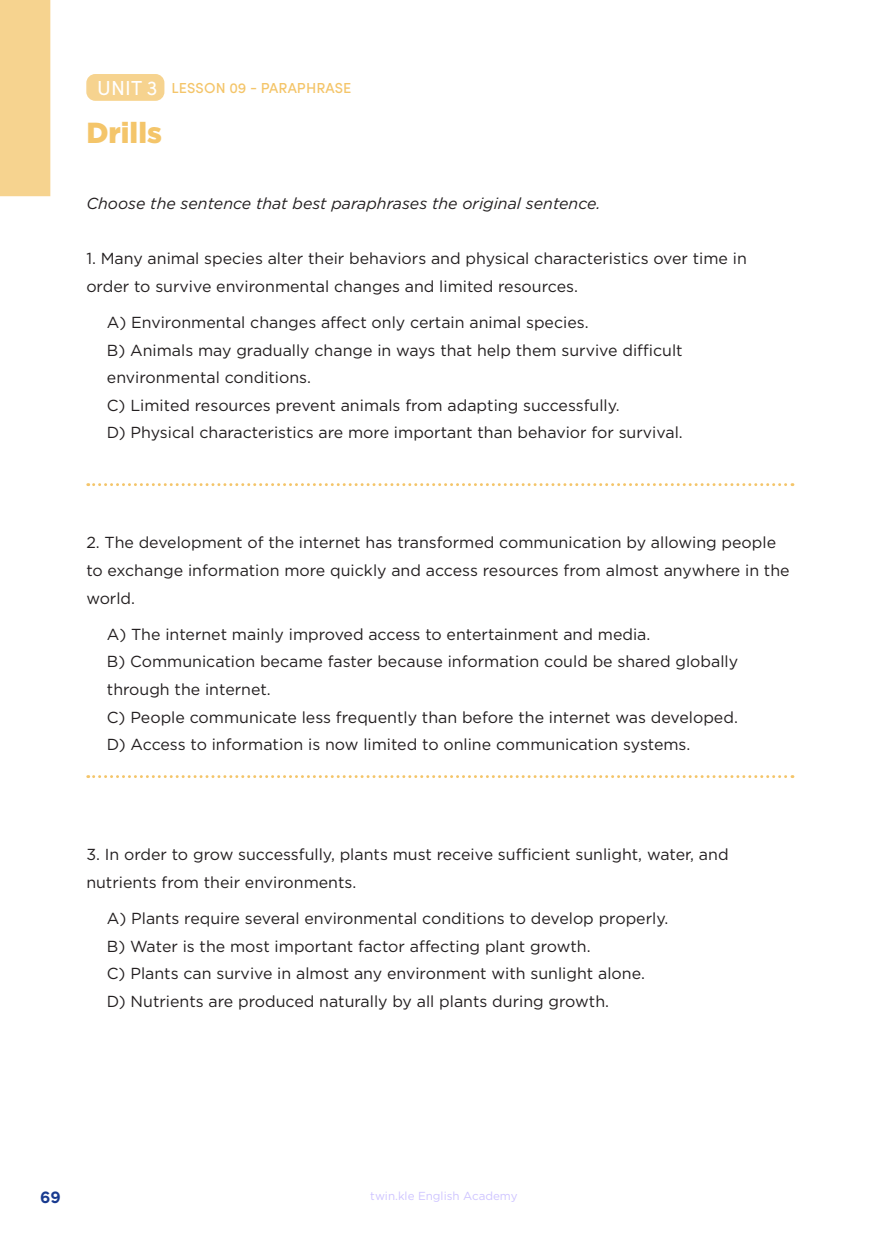 UNIT 3 LESSON 09 – PARAPHRASE
Drills
Choose the sentence that best paraphrases the original sentence.
1. Many animal species alter their behaviors and physical characteristics over time in
order to survive environmental changes and limited resources.
A) Environmental changes affect only certain animal species.
B) Animals may gradually change in ways that help them survive difficult
environmental conditions.
C) Limited resources prevent animals from adapting successfully.
D) Physical characteristics are more important than behavior for survival.
2. The development of the internet has transformed communication by allowing people
to exchange information more quickly and access resources from almost anywhere in the
world.
A) The internet mainly improved access to entertainment and media.
B) Communication became faster because information could be shared globally
through the internet.
C) People communicate less frequently than before the internet was developed.
D) Access to information is now limited to online communication systems.
3. In order to grow successfully, plants must receive sufficient sunlight, water, and
nutrients from their environments.
A) Plants require several environmental conditions to develop properly.
B) Water is the most important factor affecting plant growth.
C) Plants can survive in almost any environment with sunlight alone.
D) Nutrients are produced naturally by all plants during growth.
69
twin.kle English Academy